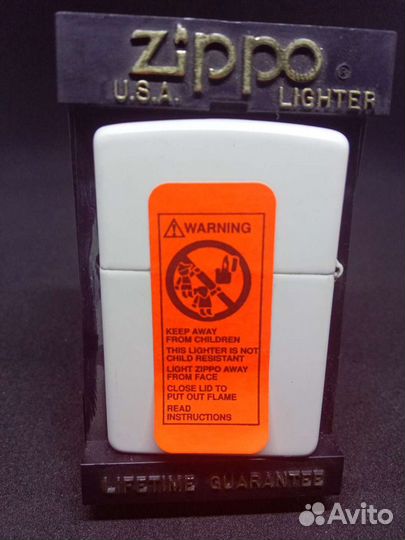 zippo
U.S.A. LIGHTER
WARNING
KEEP AWAY
FROM CHILDREN
THIS LIGHTER IS NOT
CHILD RESISTANT
LIGHT ZIPPO AWAY
FROM FACE
CLOSE LID TO
PUT OUT FLAME
READ
INSTRUCTIONS
LIFETIME GUARANTEE
Avito